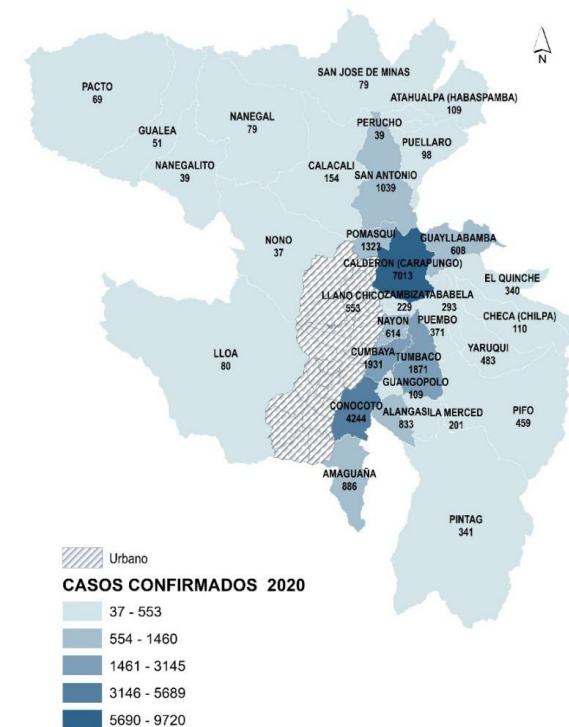 N
SAN JOSE DE MINAS
79
PACTO
69
ATAHUALPA (HABASPAMBA)
109
NANEGAL
79
PERUCHO
39
GUALEA
51
PUELLARO
98
NANEGALITO
39
CALACALI
154
SAN ANTONIO
1039
NONO
37
POMASQUI
1323
GUAYLLABAMBA
608
CALDERON (CARAPUNGO)
7013
EL QUINCHE
340
LLANO CHICO
553
ZAMBIZA
229
TABABELA
293
NAYON
614
PUEMBO
371
CHECA (CHILPA)
110
YARUQUI
483
LLOA
80
CUMBAYA
1931
TUMBACO
1871
GUANGOPOLO
109
CONOCOTO
4244
ALANGASI
833
LA MERCED
201
PIFO
459
AMAGUAÑA
886
PINTAG
341
Urbano
CASOS CONFIRMADOS 2020
37 - 553
554 - 1460
1461 - 3145
3146 - 5689
5690 - 9720